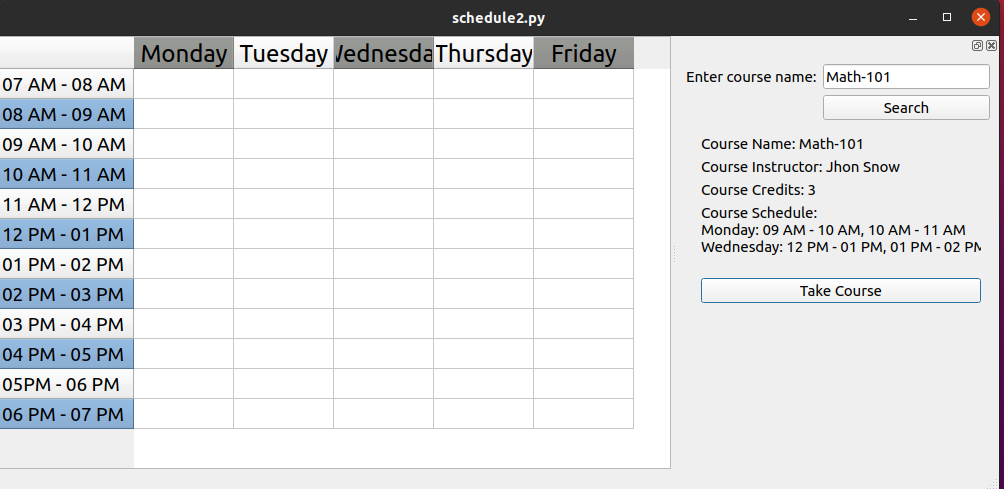 schedule2.py
Monday Tuesday Wednesda Thursday Friday
07 AM - 08 AM
08 AM - 09 AM
09 AM - 10 AM
10 AM - 11 AM
11 AM - 12 PM
12 PM - 01 PM
01 PM - 02 PM
02 PM - 03 PM
03 PM - 04 PM
04 PM - 05 PM
05PM - 06 PM
06 PM - 07 PM
Enter course name: Math-101
Search
Course Name: Math-101
Course Instructor: Jhon Snow
Course Credits: 3
Course Schedule:
Monday: 09 AM - 10 AM, 10 AM - 11 AM
Wednesday: 12 PM - 01 PM, 01 PM - 02 PM
Take Course